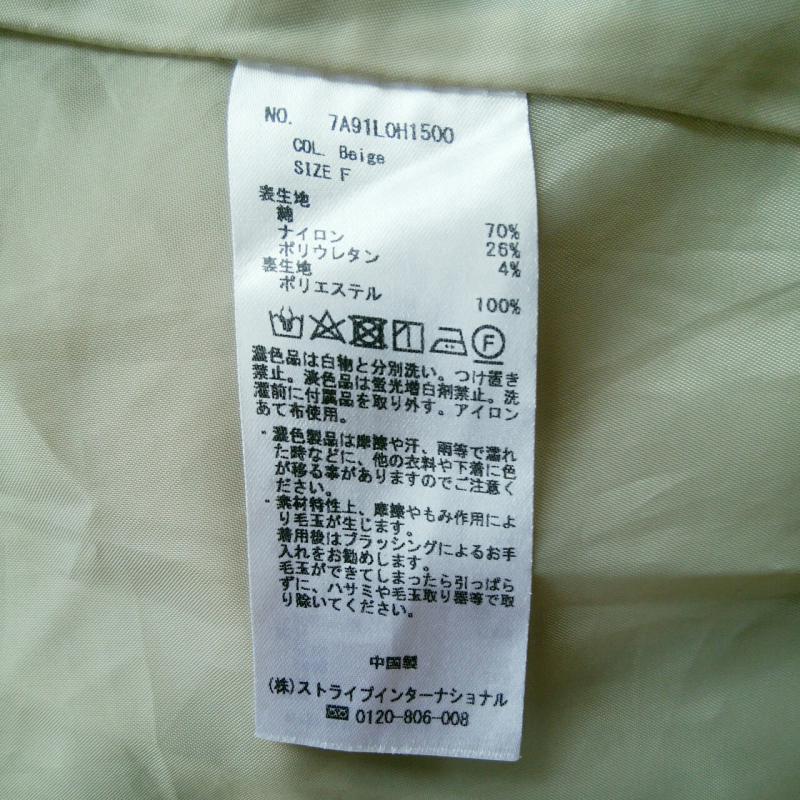 NO. 7A91L0H1500
COL. Beige
SIZE F
表生地
綿 70%
ナイロン 26%
ポリウレタン 4%
表生地
ポリエステル 100%
F
濃色品は白物と分別洗い。つけ置き
禁止。淡色品は蛍光増白剤禁止。洗
濯前に付属品を取り外す。アイロン
あて布使用。
・濃色製品は摩擦や汗、雨等で濡れ
た時などに、他の衣料や下着に色
が移る事がありますのでご注意く
ださい。
・素材特性上、摩擦やもみ作用によ
り毛玉が生じます。
着用後はブラッシングによるお手
入れをお勧めします。
毛玉ができてしまったら引っぱら
ずに、ハサミや毛玉取り器等で取
り除いてください。
中国製
(株)ストライプインターナショナル
0120-806-008